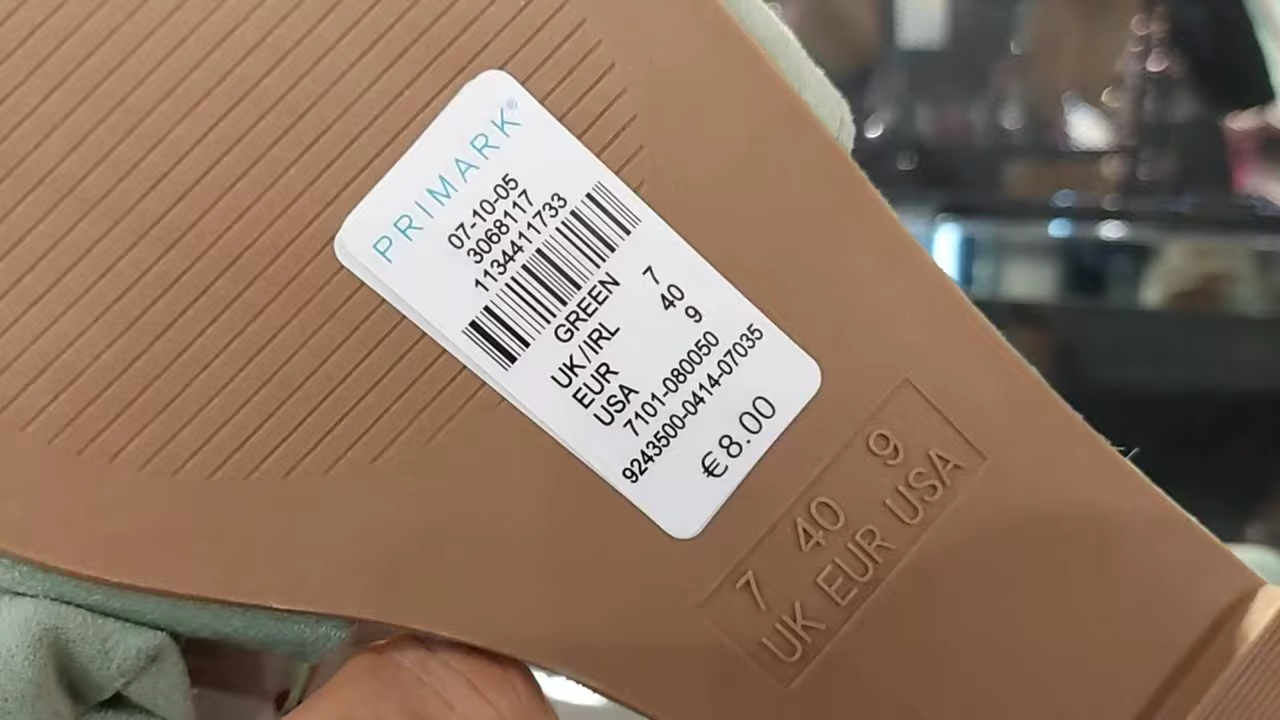 PRIMARK®
07-10-05
3068117
1134411733
GREEN
UK/IRL 7
EUR 40
USA 9
7101-080050
9243500-0414-07035
€8.00
7 40 9
UK EUR USA